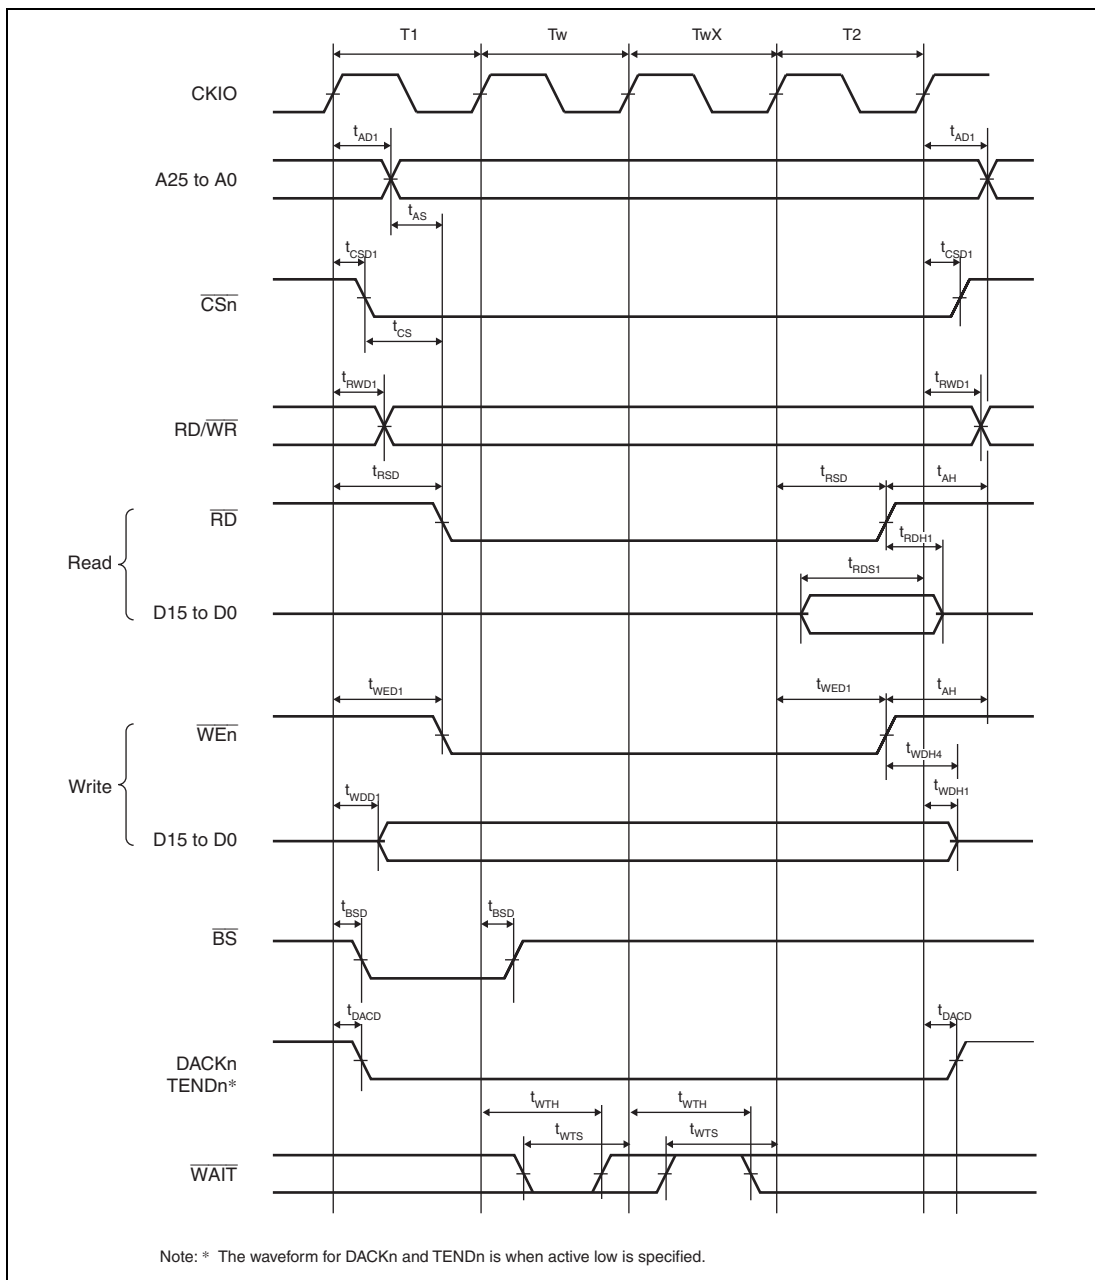 T1 Tw TwX T2
CKIO
tAD1 tAD1
A25 to A0
tAS
tCSD1 tCSD1
CSn
tCS
tRWD1 tRWD1
RD/WR
tRSD tRSD tAH
RD
tRDH1
Read
tRDS1
D15 to D0
tWED1 tWED1 tAH
WEn
tWDH4
Write
tWDD1 tWDH1
D15 to D0
tBSD tBSD
BS
tDACD tDACD
DACKn
TENDn*
tWTH tWTH
tWTS tWTS
WAIT
Note: * The waveform for DACKn and TENDn is when active low is specified.